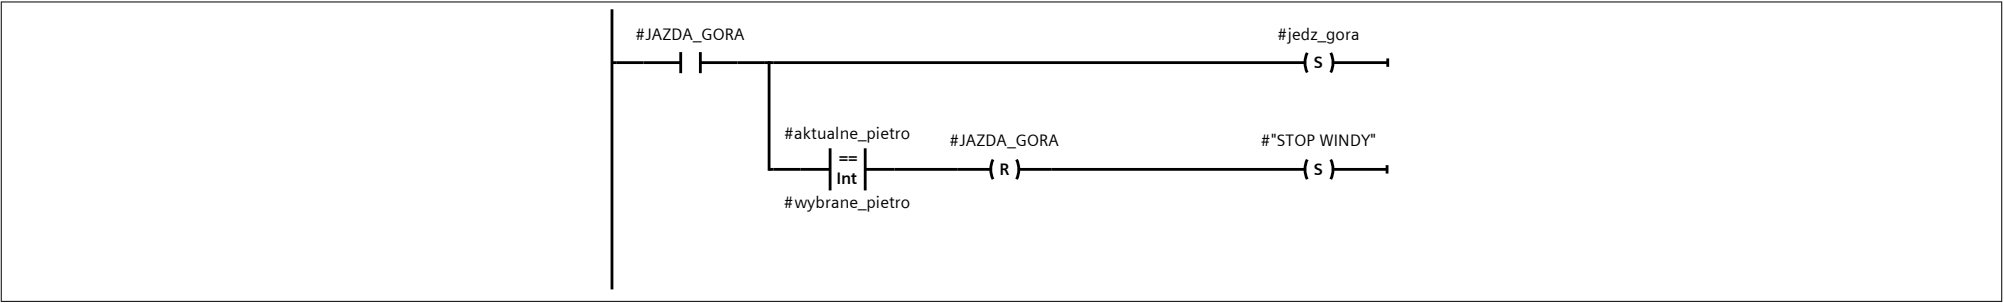 #JAZDA_GORA
#jedz_gora
S
#aktualne_pietro
==
Int
#wybrane_pietro
#JAZDA_GORA
R
#"STOP WINDY"
S